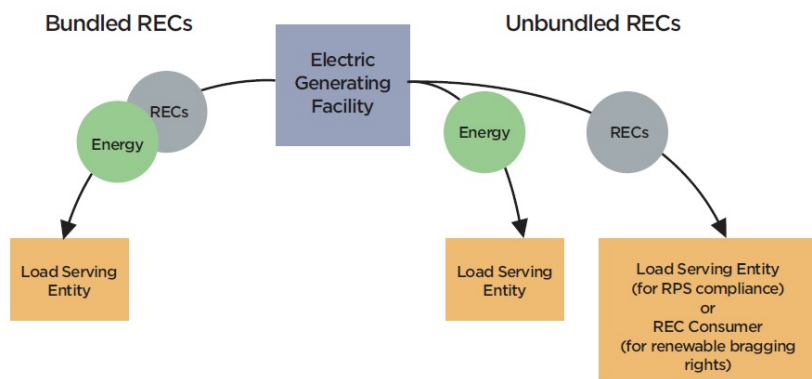 Bundled RECs
Unbundled RECs
Electric
Generating
Facility
RECs
Energy
Energy
RECs
Load Serving
Entity
Load Serving
Entity
Load Serving Entity
(for RPS compliance)
or
REC Consumer
(for renewable bragging
rights)